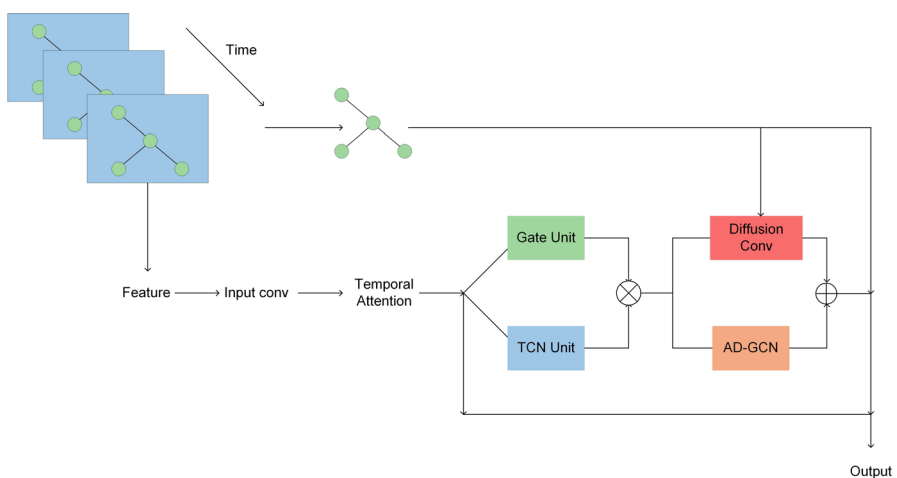 Time
Gate Unit
Diffusion
Conv
Feature
Input conv
Temporal
Attention
TCN Unit
AD-GCN
Output